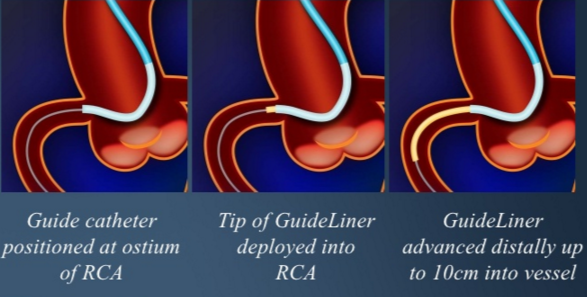 Guide catheter
positioned at ostium
of RCA
Tip of GuideLiner
deployed into
RCA
GuideLiner
advanced distally up
to 10cm into vessel